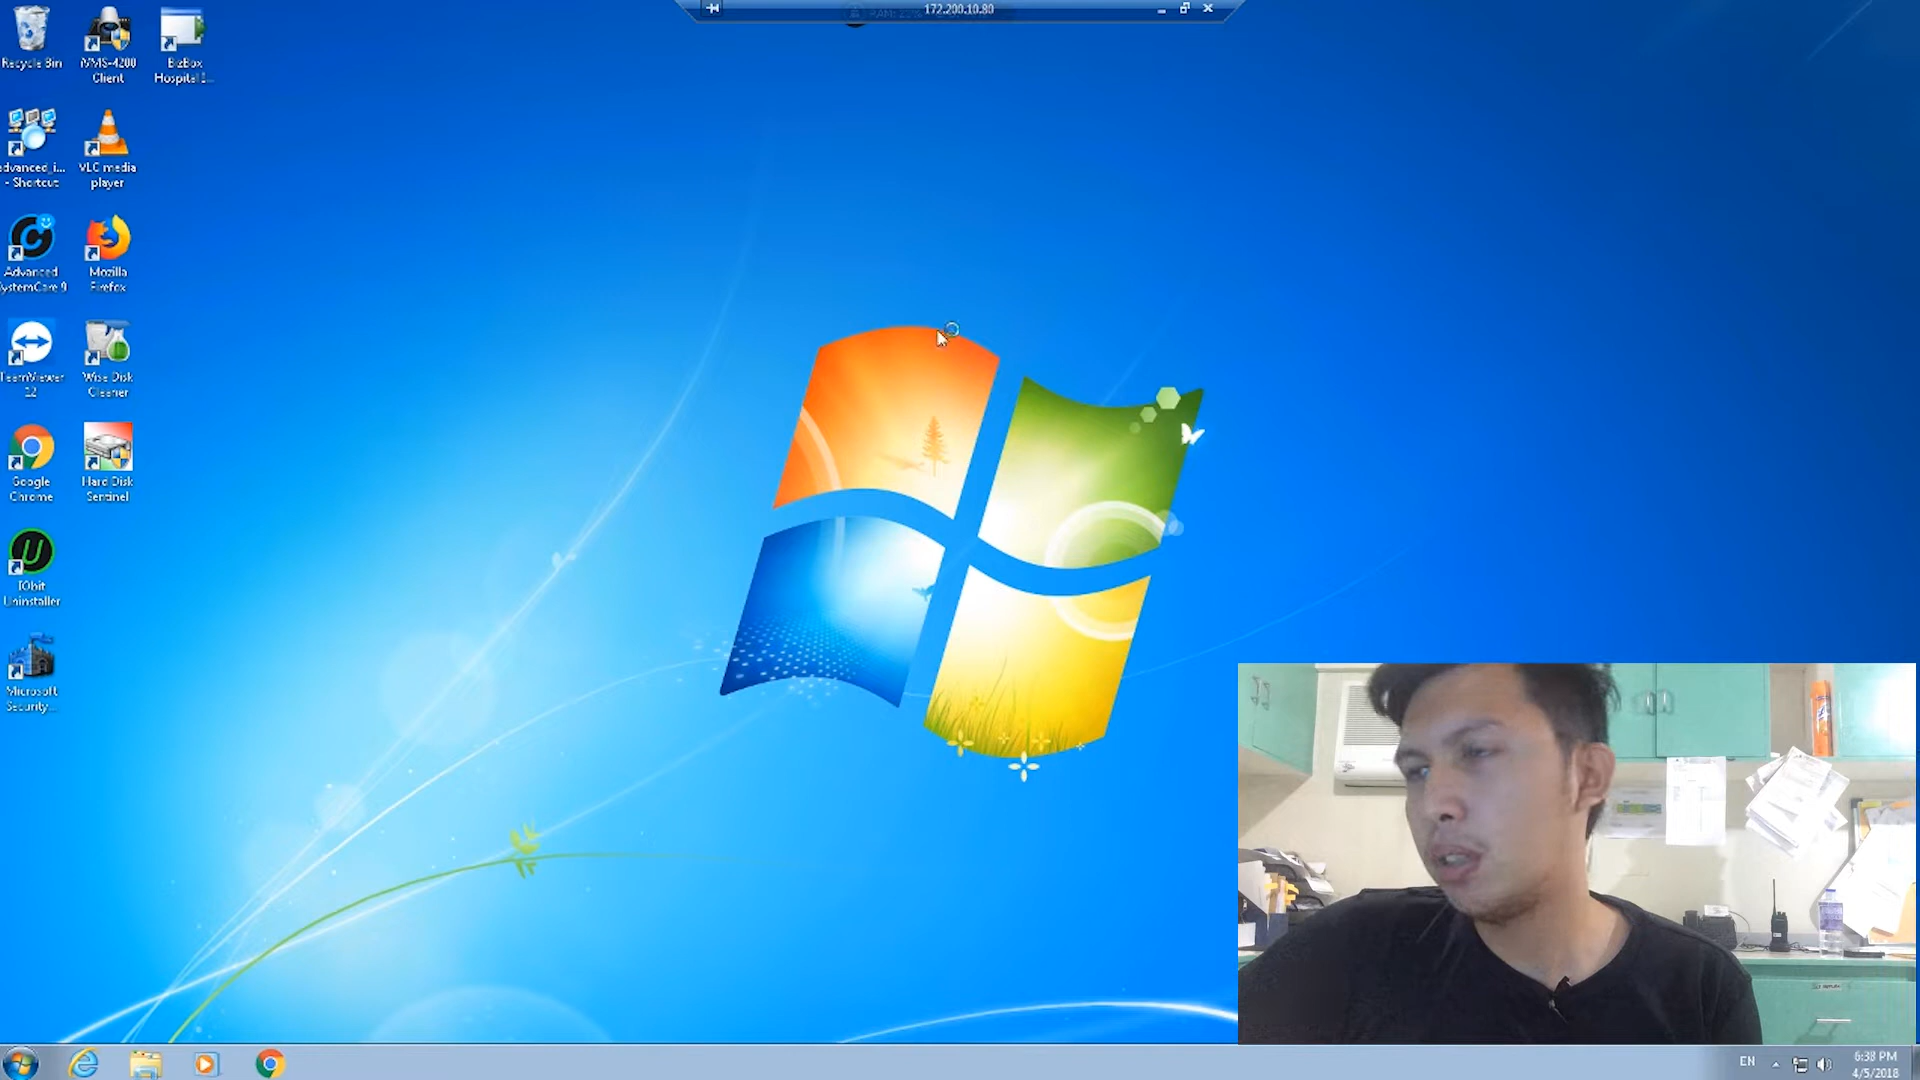 172.200.10.80
Recycle Bin
iVMS-4200
Client
BizBox
Hospital I...
advanced_i...
- Shortcut
VLC media
player
Advanced
SystemCare 9
Mozilla
Firefox
TeamViewer
12
Wise Disk
Cleaner
Google
Chrome
Hard Disk
Sentinel
IObit
Uninstaller
Microsoft
Security...
EN
6:38 PM
4/5/2018